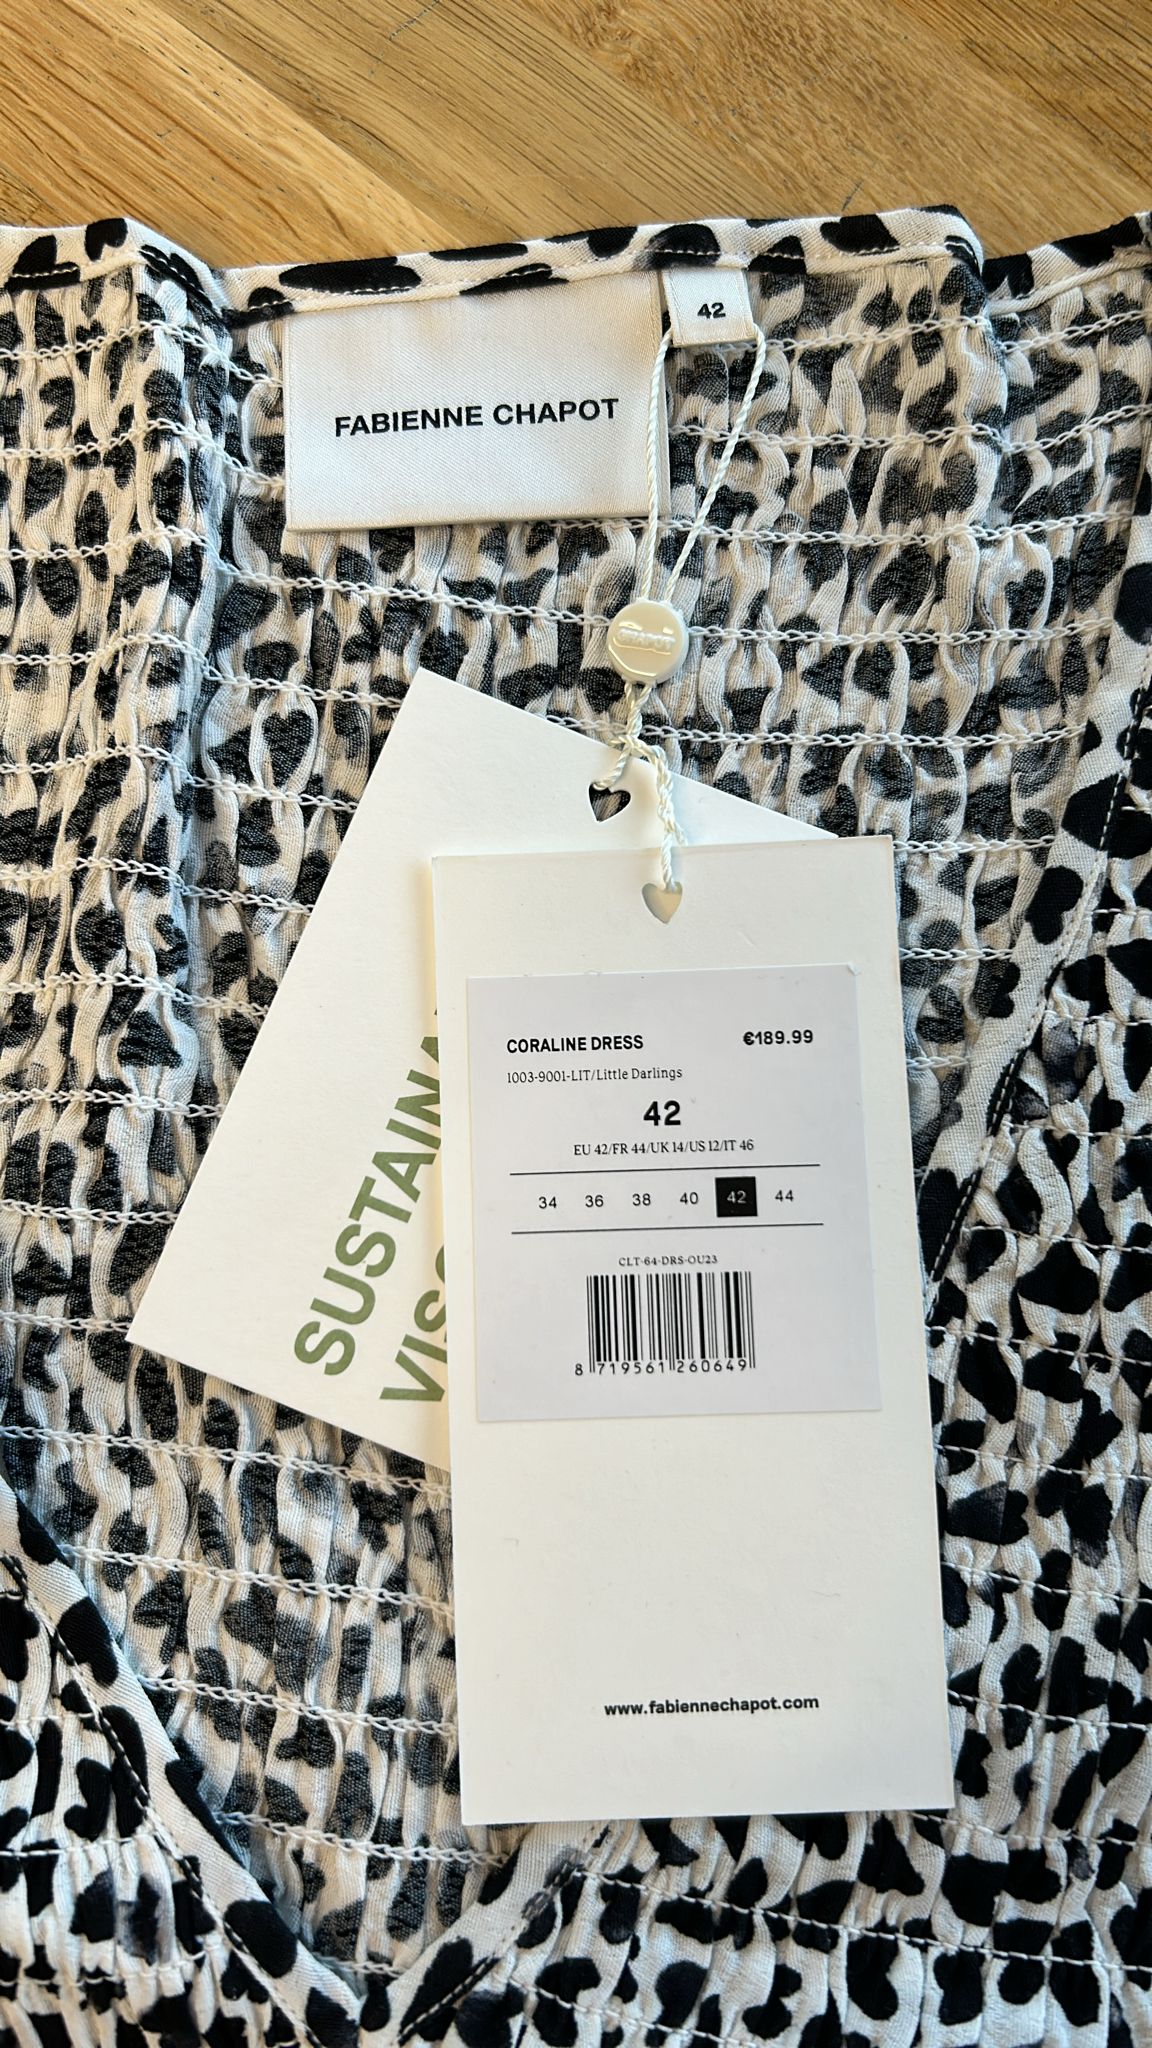 42
FABIENNE CHAPOT
CHAPOT
SUSTAINA
VISC
CORALINE DRESS €189.99
1003-9001-LIT/Little Darlings
42
EU 42/FR 44/UK 14/US 12/IT 46
34 36 38 40 42 44
CLT-64-DRS-OU23
8 719561 260649
www.fabiennechapot.com